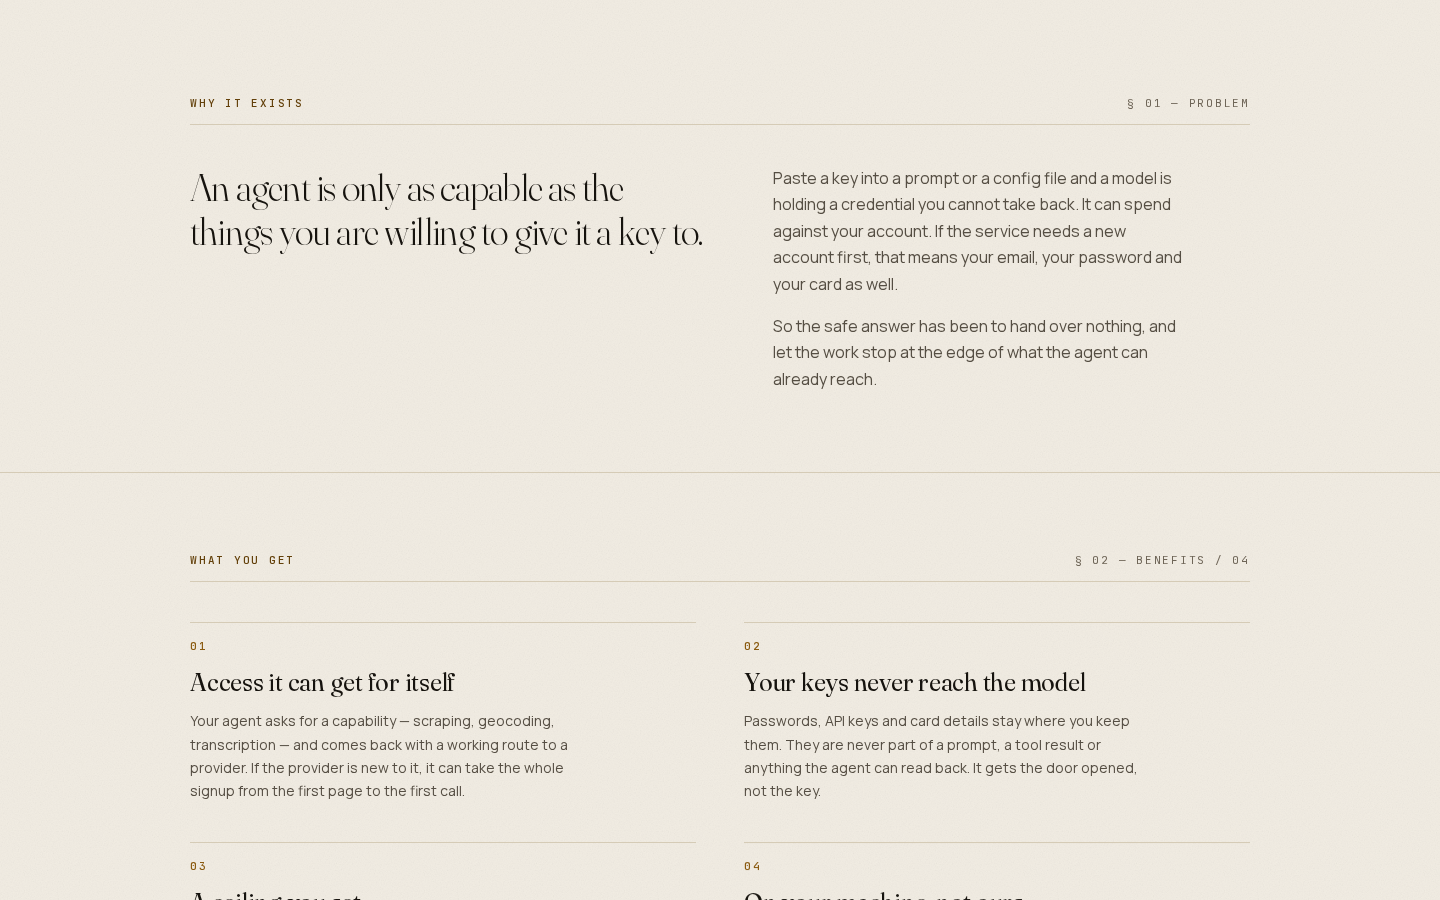 WHY IT EXISTS
§ 01 — PROBLEM
An agent is only as capable as the
things you are willing to give it a key to.
Paste a key into a prompt or a config file and a model is
holding a credential you cannot take back. It can spend
against your account. If the service needs a new
account first, that means your email, your password and
your card as well.
So the safe answer has been to hand over nothing, and
let the work stop at the edge of what the agent can
already reach.
WHAT YOU GET
§ 02 — BENEFITS / 04
01
Access it can get for itself
Your agent asks for a capability — scraping, geocoding,
transcription — and comes back with a working route to a
provider. If the provider is new to it, it can take the whole
signup from the first page to the first call.
02
Your keys never reach the model
Passwords, API keys and card details stay where you keep
them. They are never part of a prompt, a tool result or
anything the agent can read back. It gets the door opened,
not the key.
03
A ceiling you set
04
On your machine, not ours